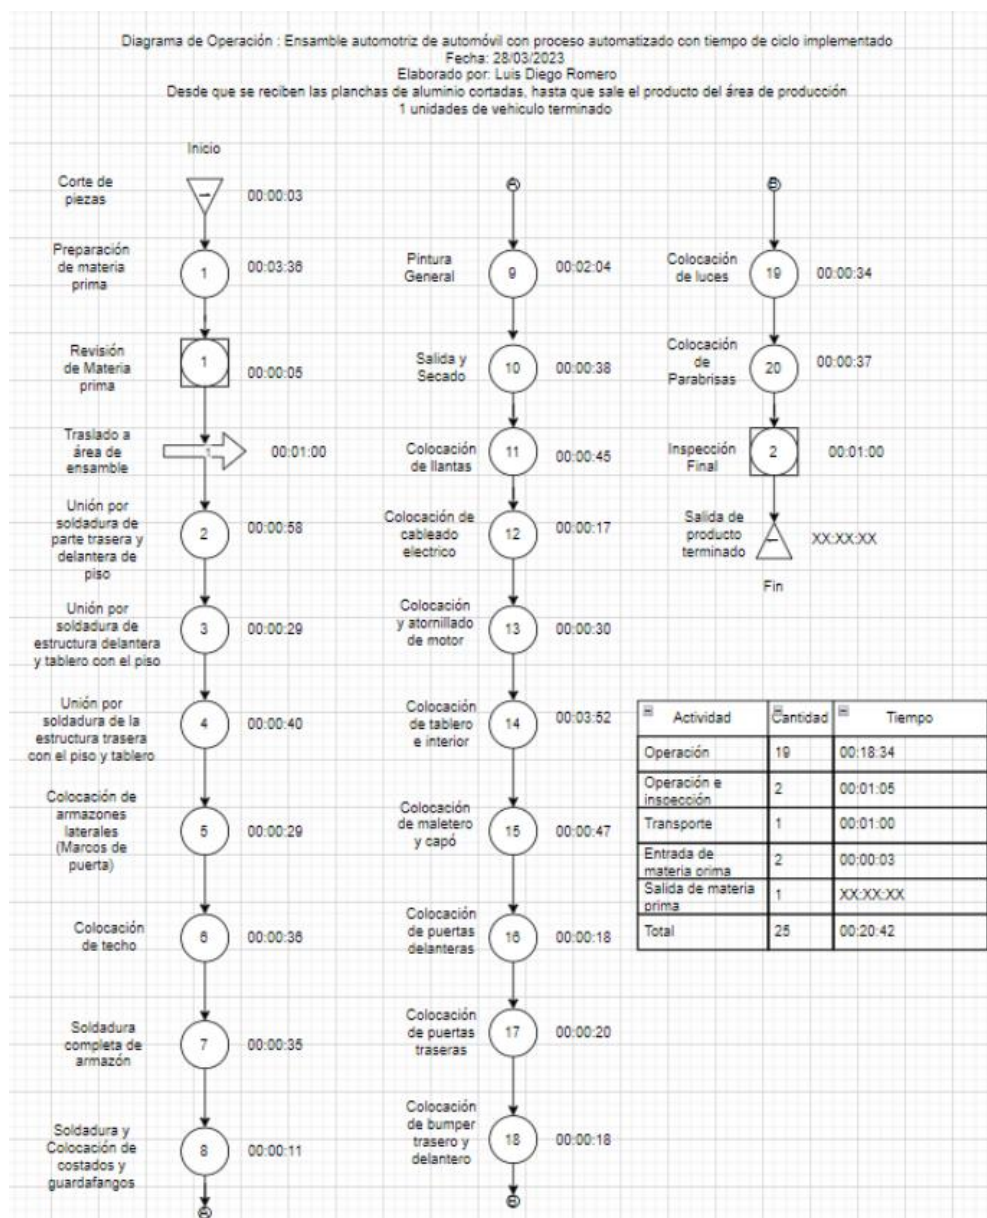 Diagrama de Operación : Ensamble automotriz de automóvil con proceso automatizado con tiempo de ciclo implementado
Fecha: 28/03/2023
Elaborado por: Luis Diego Romero
Desde que se reciben las planchas de aluminio cortadas, hasta que sale el producto del área de producción
1 unidades de vehiculo terminado
Inicio
Corte de
piezas
1
00:00:03
Preparación
de materia
prima
1
00:03:36
Revisión
de Materia
prima
1
00:00:05
Traslado a
área de
ensamble
1
00:01:00
Unión por
soldadura de
parte trasera y
delantera de
piso
2
00:00:58
Unión por
soldadura de
estructura delantera
y tablero con el piso
3
00:00:29
Unión por
soldadura de la
estructura trasera
con el piso y tablero
4
00:00:40
Colocación de
armazones
laterales
(Marcos de
puerta)
5
00:00:29
Colocación
de techo
6
00:00:36
Soldadura
completa de
armazón
7
00:00:35
Soldadura y
Colocación de
costados y
guardafangos
8
00:00:11
A
A
Pintura
General
9
00:02:04
Salida y
Secado
10
00:00:38
Colocación
de llantas
11
00:00:45
Colocación de
cableado
electrico
12
00:00:17
Colocación
y atornillado
de motor
13
00:00:30
Colocación
de tablero
e interior
14
00:03:52
Colocación
de maletero
y capó
15
00:00:47
Colocación
de puertas
delanteras
16
00:00:18
Colocación
de puertas
traseras
17
00:00:20
Colocación
de bumper
trasero y
delantero
18
00:00:18
B
B
Colocación
de luces
19
00:00:34
Colocación
de
Parabrisas
20
00:00:37
Inspección
Final
2
00:01:00
Salida de
producto
terminado
1
XX:XX:XX
Fin
Actividad Cantidad Tiempo
Operación 19 00:18:34
Operación e
inspección 2 00:01:05
Transporte 1 00:01:00
Entrada de
materia prima 2 00:00:03
Salida de materia
prima 1 XX:XX:XX
Total 25 00:20:42